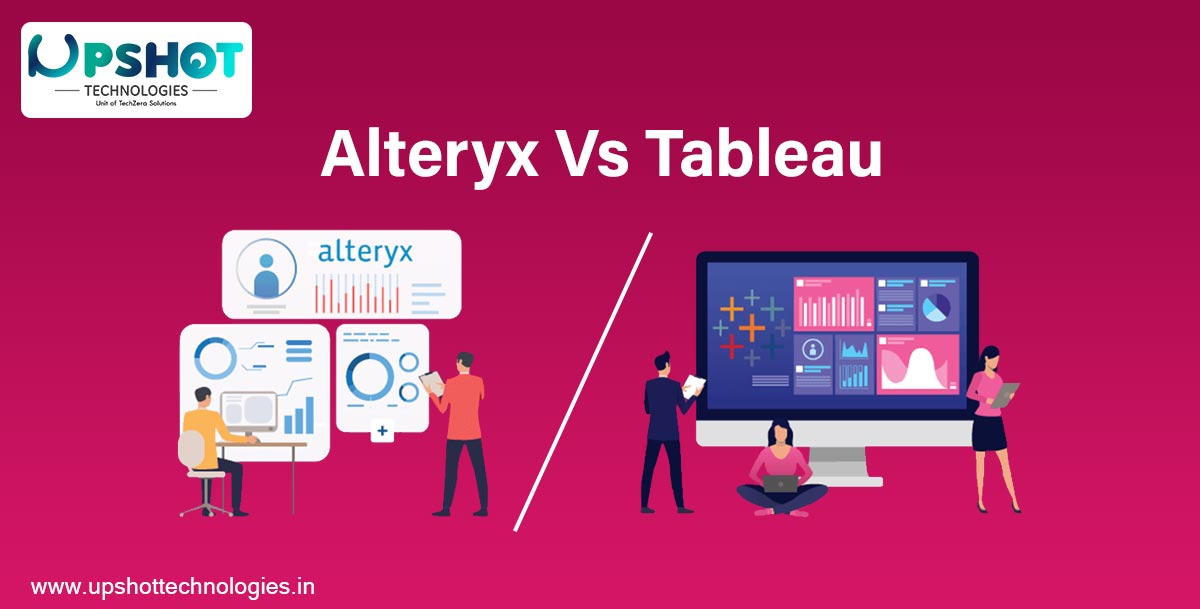 UPSHOT
TECHNOLOGIES
Unit of TechZera Solutions
Alteryx Vs Tableau
alteryx
www.upshottechnologies.in